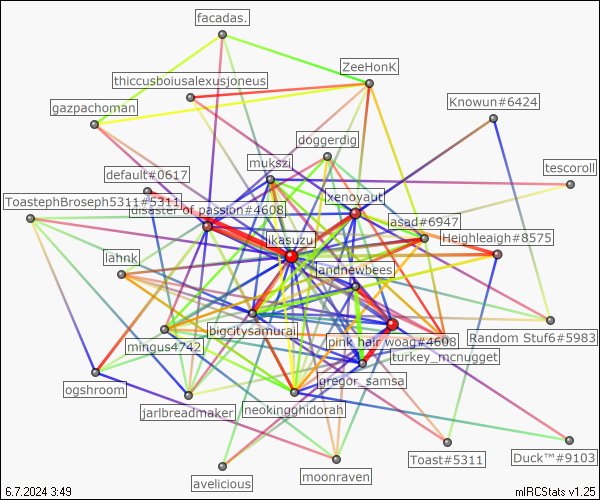 facadas.
ZeeHonK
thiccusboiusalexusjoneus
gazpachoman
Knowun#6424
doggerdig
mukszi
tescoroll
default#0617
xenoyaut
ToastephBroseph5311#5311
disaster of passion#4608
asad#6947
ikasuzu
Heighleaigh#8575
lahnk
landnewbees
bigcitysamurai
Random Stuf6#5983
pink hair woag#4608
mingus4742
turkey_mcnugget
gregor_samsa
ogshroom
jarlbreadmaker
neokingghidorah
Toast#5311
Duck™#9103
moonraven
avelicious
6.7.2024 3:49
mIRCStats v1.25